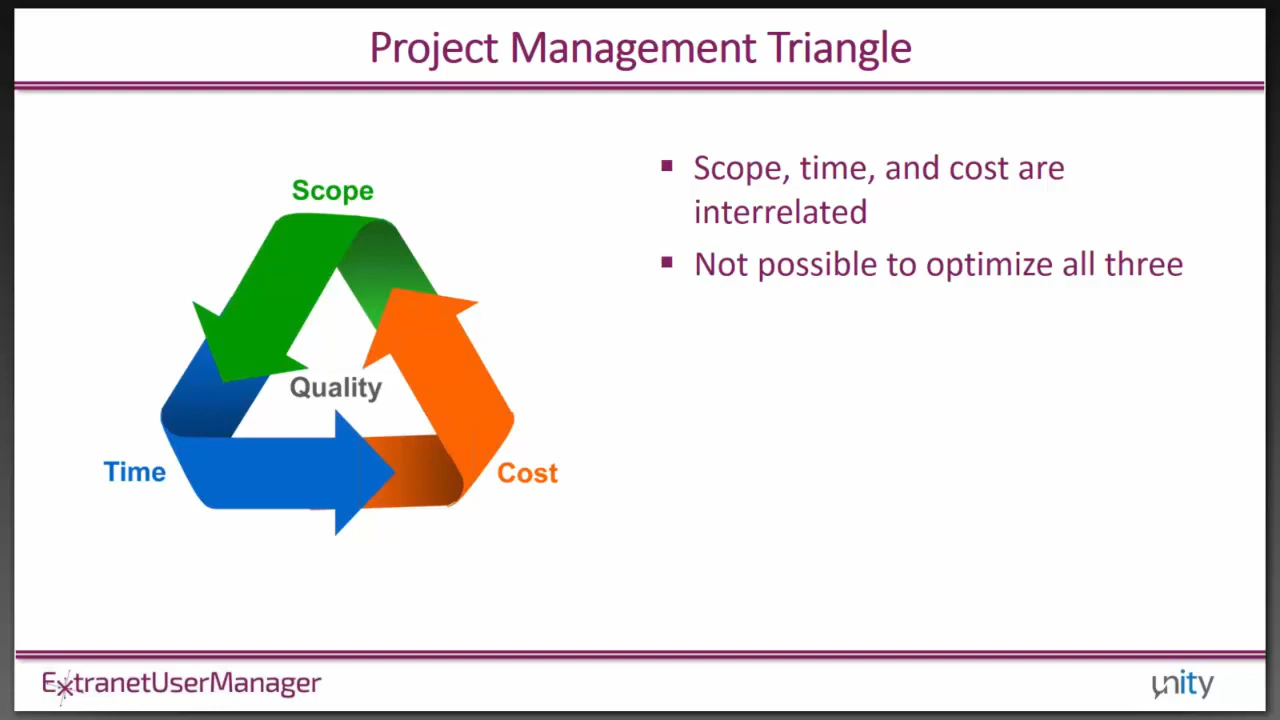 Project Management Triangle
Scope
Quality
Time
Cost
Scope, time, and cost are
interrelated
Not possible to optimize all three
ExtranetUserManager
unity